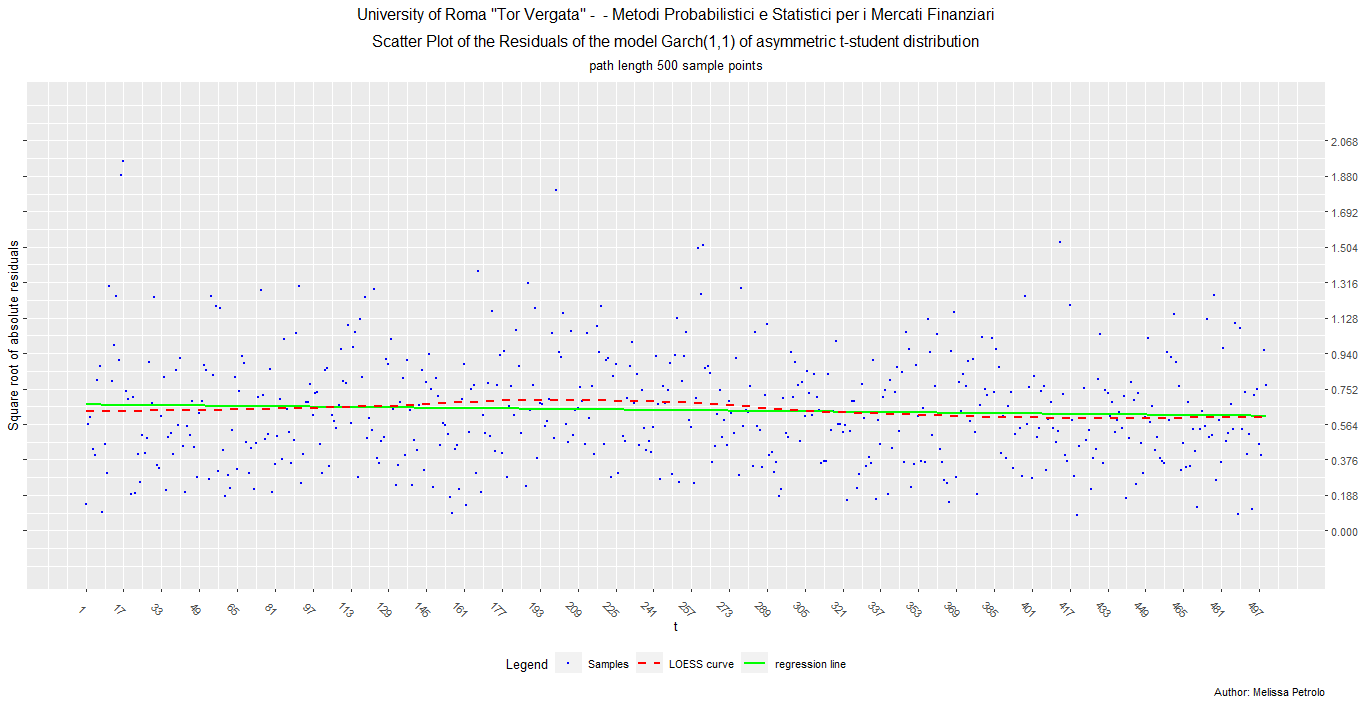 University of Roma "Tor Vergata" -  - Metodi Probabilistici e Statistici per i Mercati Finanziari
Scatter Plot of the Residuals of the model Garch(1,1) of asymmetric t-student distribution
path length 500 sample points
Square root of absolute residuals
2.068
1.880
1.692
1.504
1.316
1.128
0.940
0.752
0.564
0.376
0.188
0.000
1 17 33 49 65 81 97 113 129 145 161 177 193 209 225 241 257 273 289 305 321 337 353 369 385 401 417 433 449 465 481 497
t
Legend Samples LOESS curve regression line
Author: Melissa Petrolo